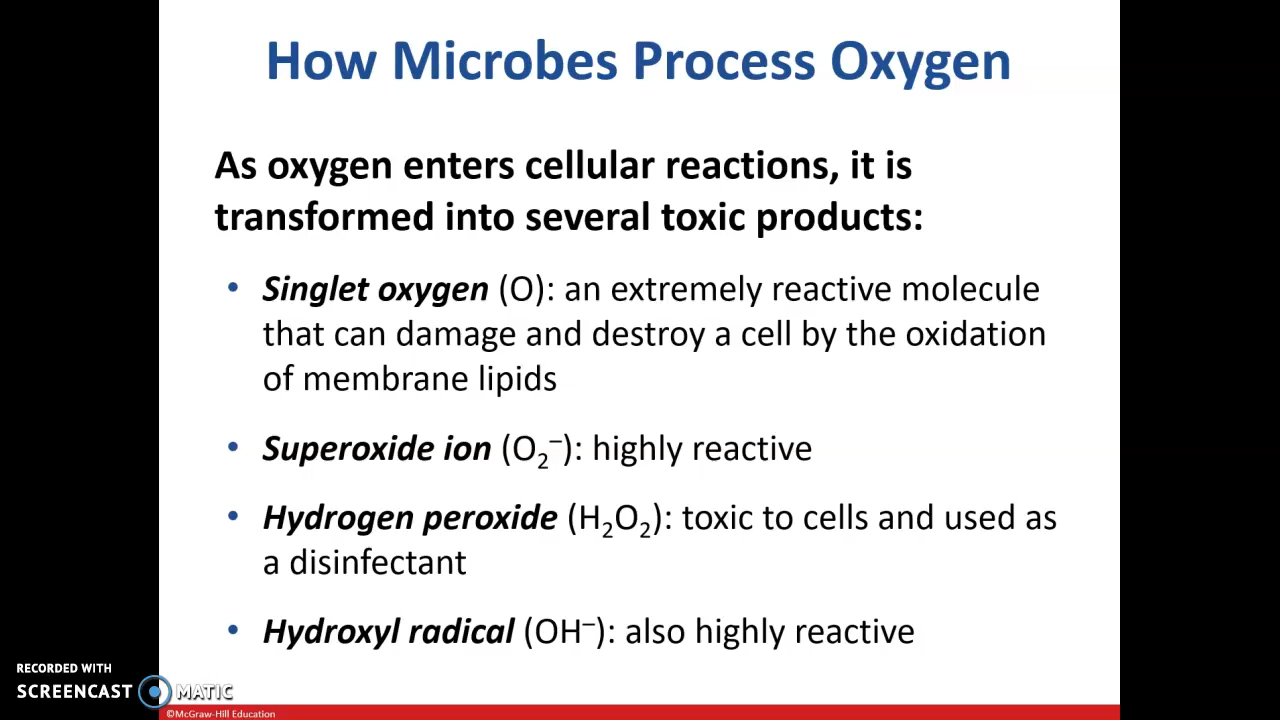 How Microbes Process Oxygen
As oxygen enters cellular reactions, it is
transformed into several toxic products:
• Singlet oxygen (O): an extremely reactive molecule
that can damage and destroy a cell by the oxidation
of membrane lipids
• Superoxide ion (O₂⁻): highly reactive
• Hydrogen peroxide (H₂O₂): toxic to cells and used as
a disinfectant
• Hydroxyl radical (OH⁻): also highly reactive
RECORDED WITH
SCREENCAST MATIC
©McGraw-Hill Education